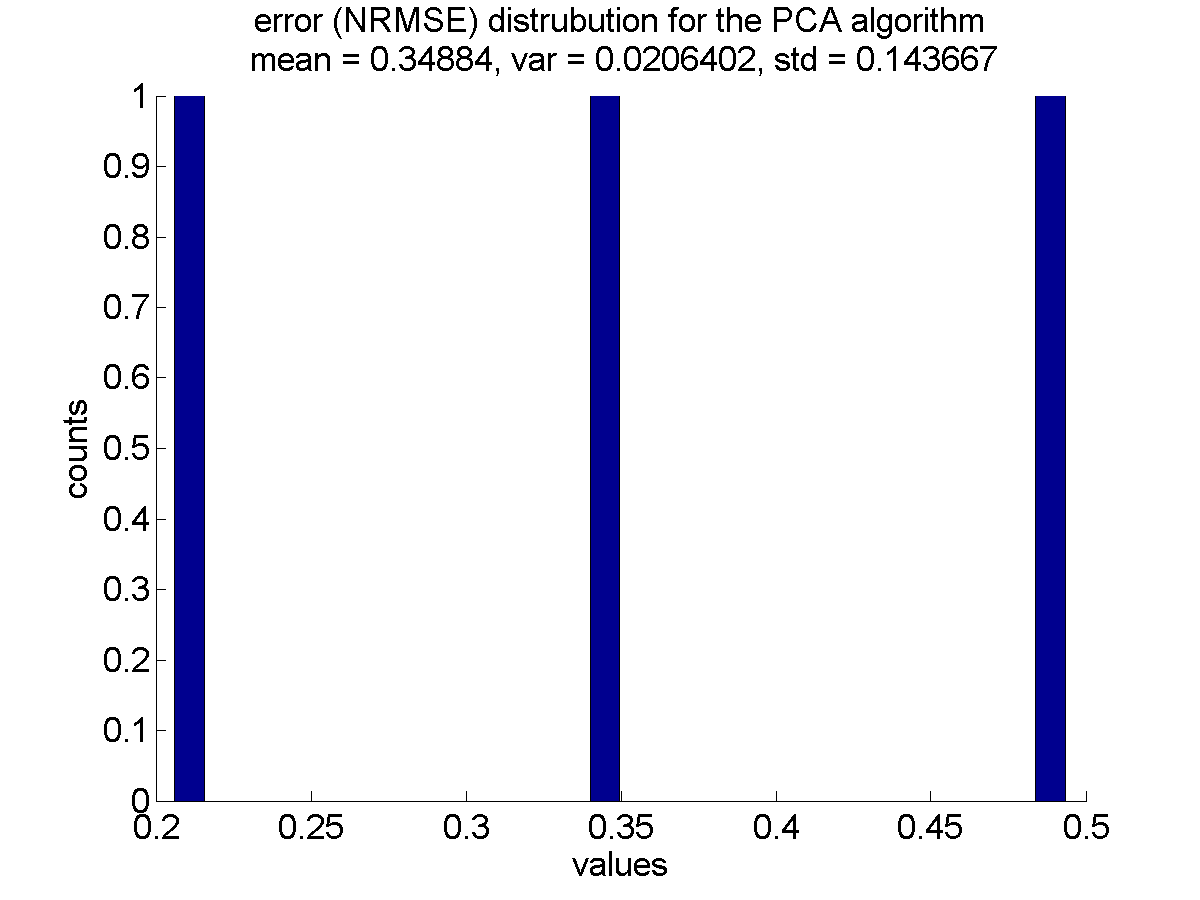 error (NRMSE) distrubution for the PCA algorithm
mean = 0.34884, var = 0.0206402, std = 0.143667
1
0.9
0.8
0.7
0.6
0.5
0.4
0.3
0.2
0.1
0
counts
0.2 0.25 0.3 0.35 0.4 0.45 0.5
values